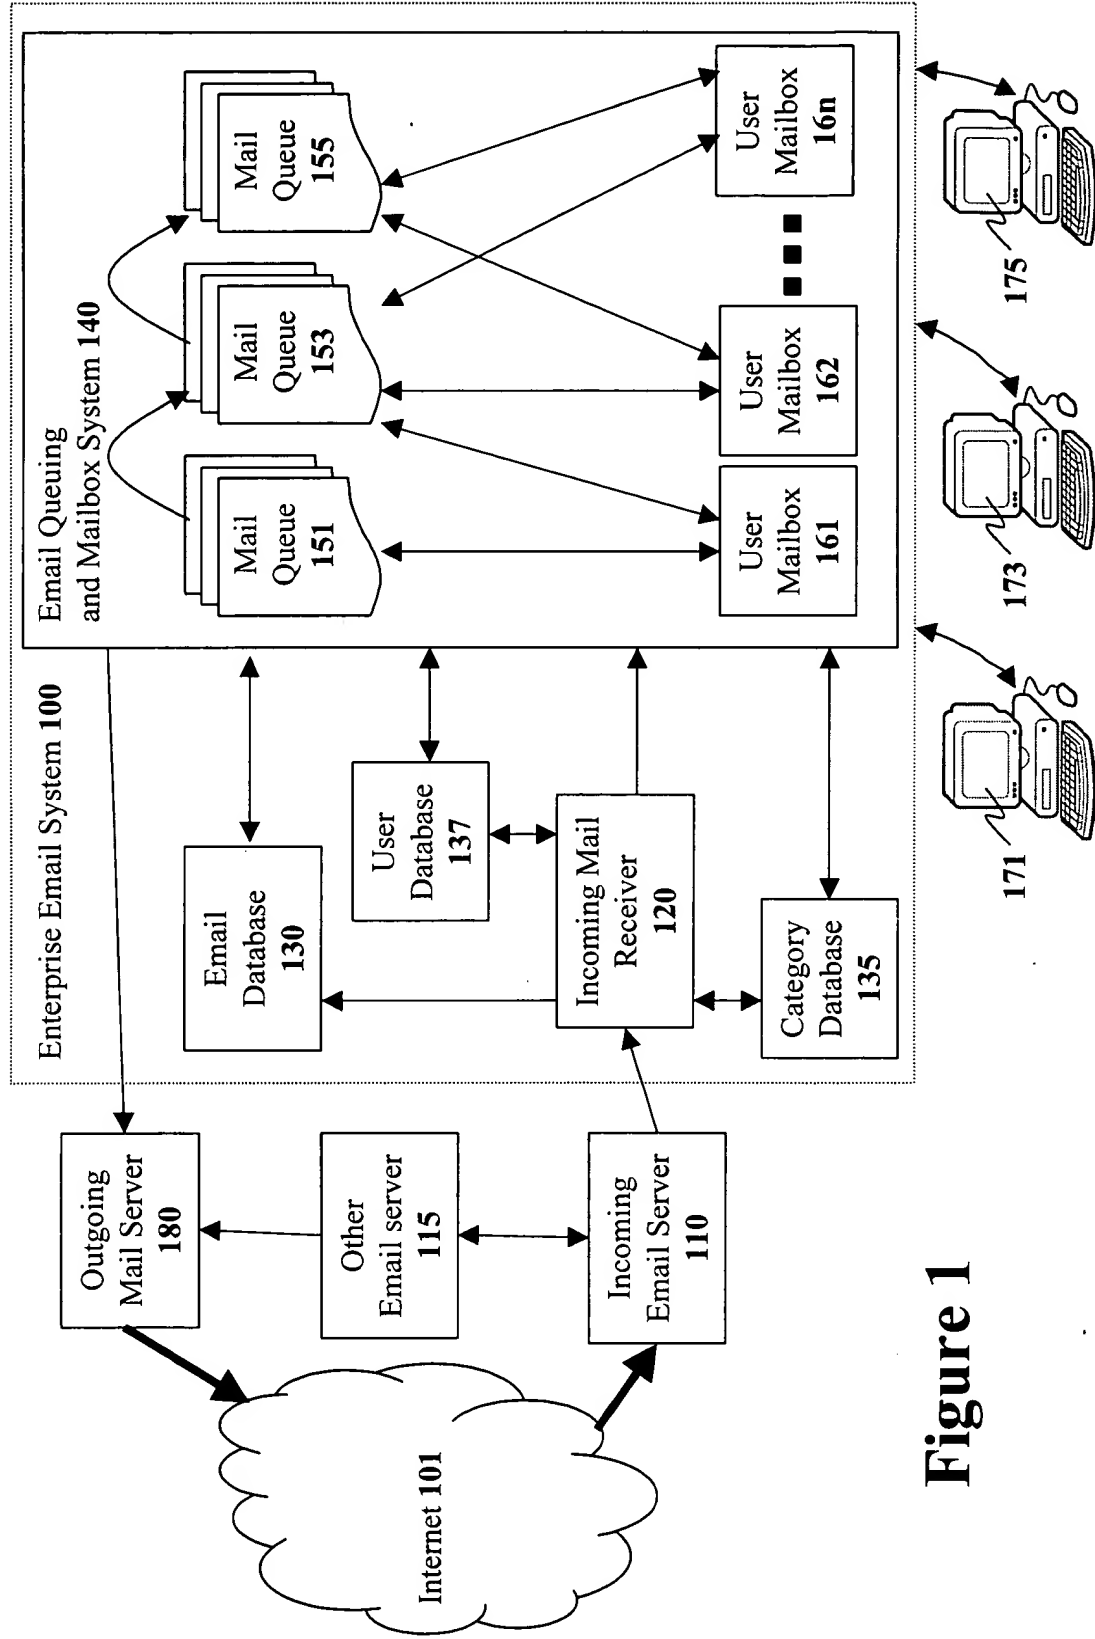 Enterprise Email System 100
Email Queuing
and Mailbox System 140
Outgoing
Mail Server
180
Other
Email server
115
Incoming
Email Server
110
Internet 101
Email
Database
130
User
Database
137
Incoming Mail
Receiver
120
Category
Database
135
Mail
Queue
151
Mail
Queue
153
Mail
Queue
155
User
Mailbox
161
User
Mailbox
162
User
Mailbox
16n
171
173
175
Figure 1